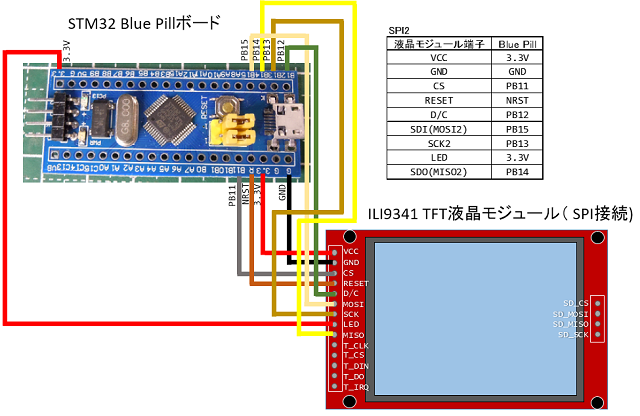 STM32 Blue Pillボード
3.3V
PB15
PB14
PB13
PB12
RESET
PB11
NRST
3.3V
GND
SPI2
液晶モジュール端子 Blue Pill
VCC 3.3V
GND GND
CS PB11
RESET NRST
D/C PB12
SDI(MOSI2) PB15
SCK2 PB13
LED 3.3V
SDO(MISO2) PB14
ILI9341 TFT液晶モジュール（ SPI接続)
VCC
GND
CS
RESET
D/C
MOSI
SCK
LED
MISO
T_CLK
T_CS
T_DIN
T_DO
T_IRQ
SD_CS
SD_MOSI
SD_MISO
SD_SCK